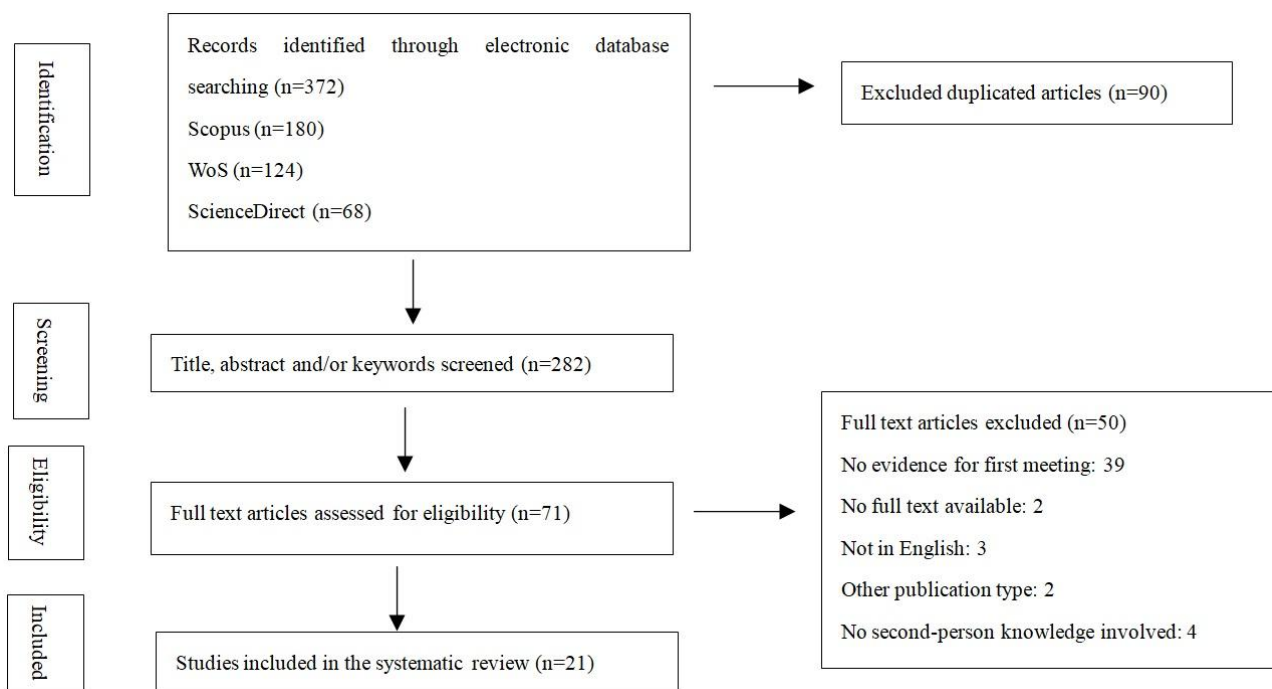 Identification
Records identified through electronic database
searching (n=372)
Scopus (n=180)
WoS (n=124)
ScienceDirect (n=68)
Excluded duplicated articles (n=90)
Screening
Title, abstract and/or keywords screened (n=282)
Eligibility
Full text articles assessed for eligibility (n=71)
Full text articles excluded (n=50)
No evidence for first meeting: 39
No full text available: 2
Not in English: 3
Other publication type: 2
No second-person knowledge involved: 4
Included
Studies included in the systematic review (n=21)